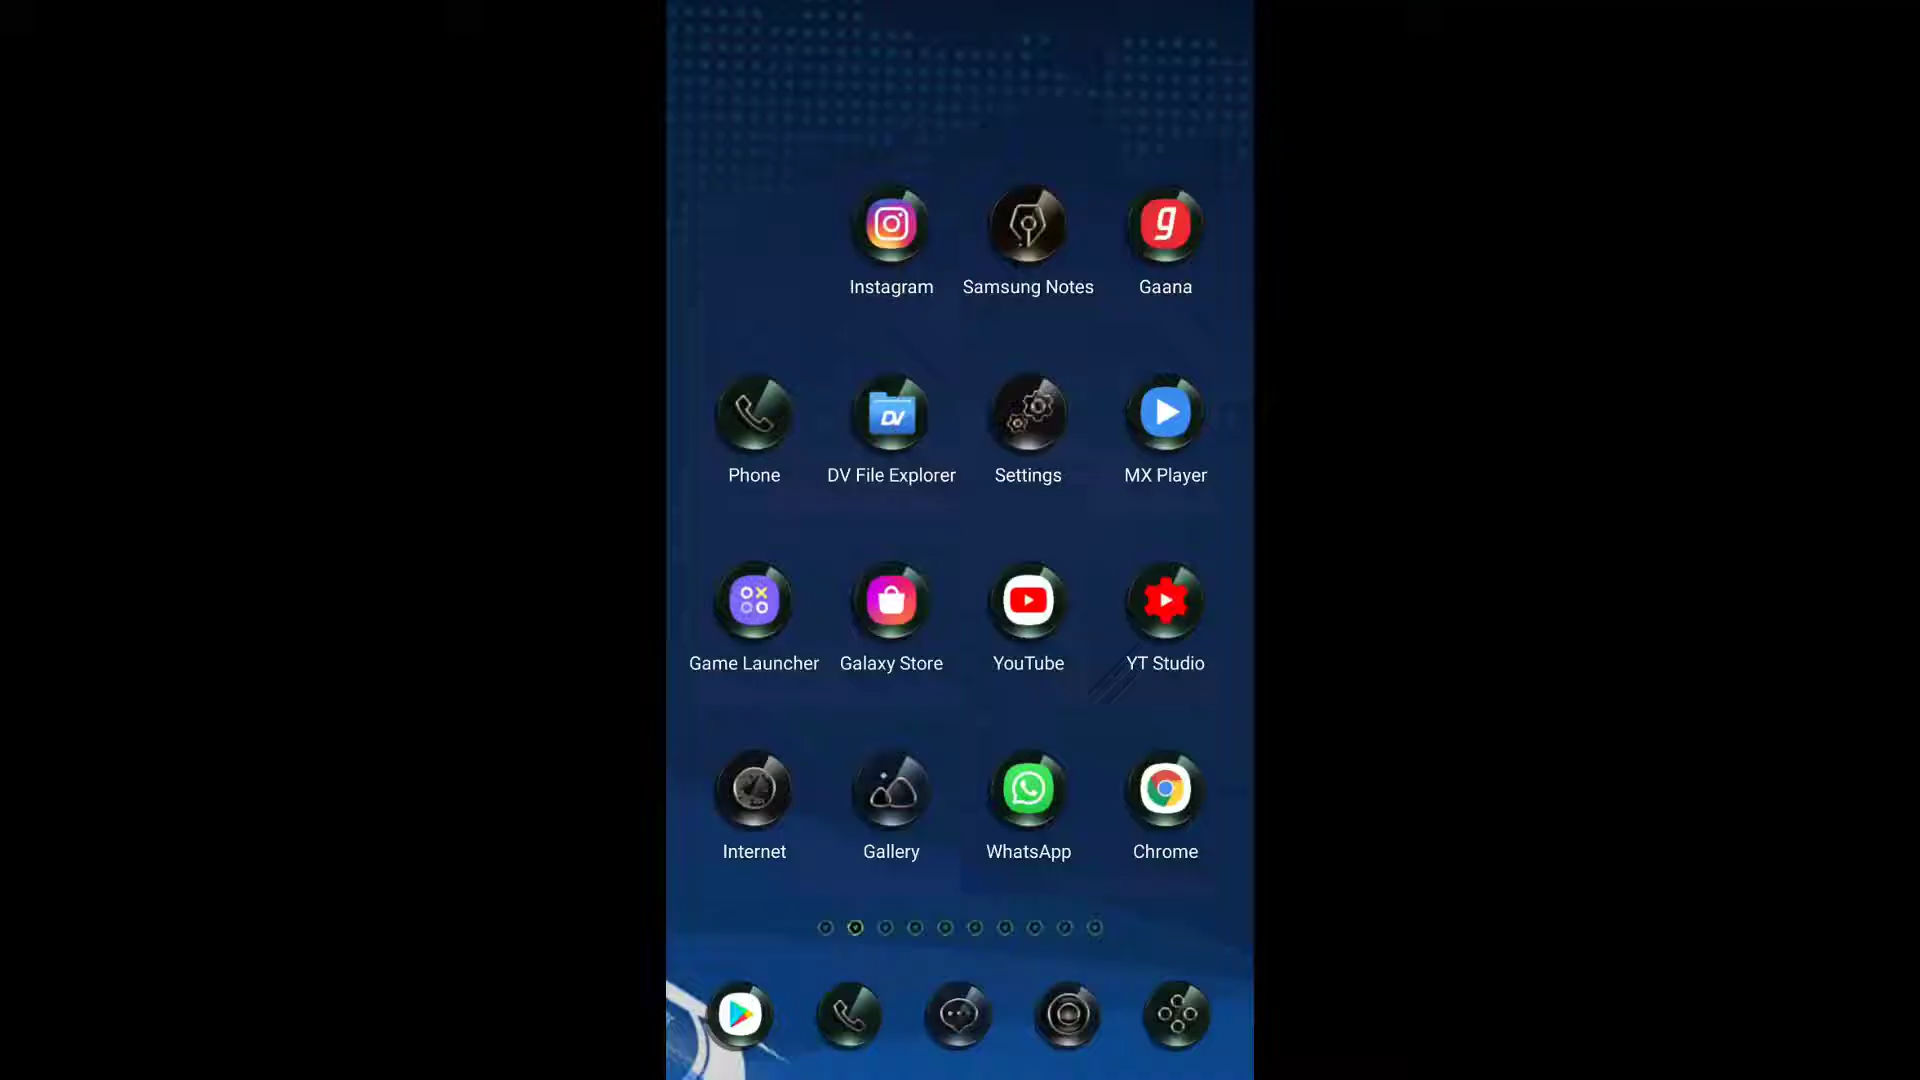 Instagram Samsung Notes Gaana
Phone DV File Explorer Settings MX Player
Game Launcher Galaxy Store YouTube YT Studio
Internet Gallery WhatsApp Chrome